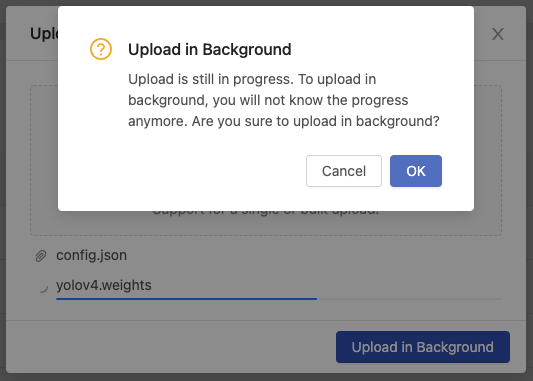 Uplo
Upload in Background
Upload is still in progress. To upload in
background, you will not know the progress
anymore. Are you sure to upload in background?
Cancel
OK
Support for a single or bulk upload.
config.json
yolov4.weights
Upload in Background